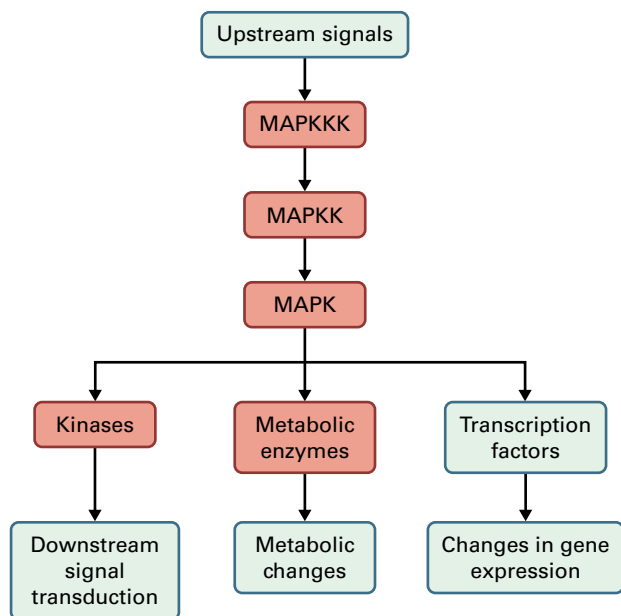 Upstream signals
MAPKKK
MAPKK
MAPK
Kinases
Metabolic
enzymes
Transcription
factors
Downstream
signal
transduction
Metabolic
changes
Changes in gene
expression